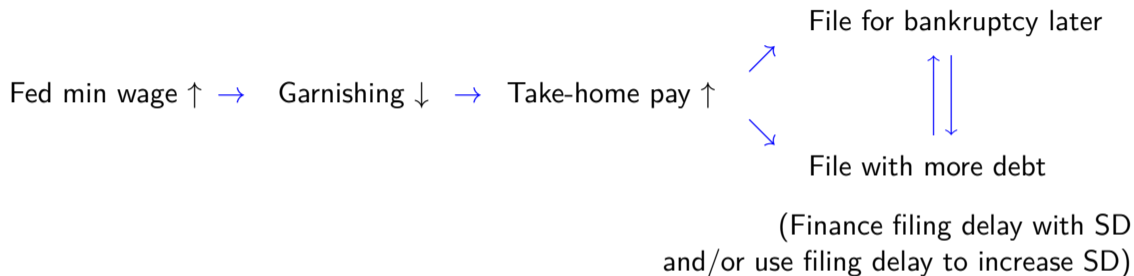 File for bankruptcy later
Fed min wage ↑ → Garnishing ↓ → Take-home pay ↑
File with more debt
(Finance filing delay with SD
and/or use filing delay to increase SD)